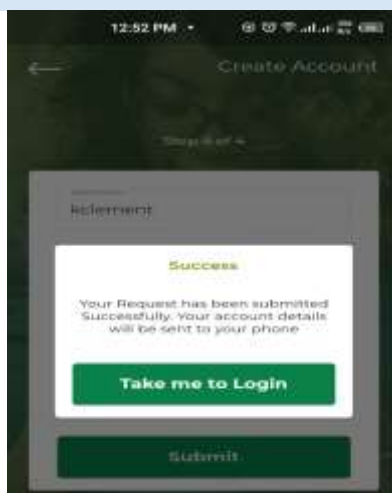 12:52 PM
Create Account
kclement
Success
Your Request has been submitted
Successfully. Your account details
will be sent to your phone
Take me to Login
Submit